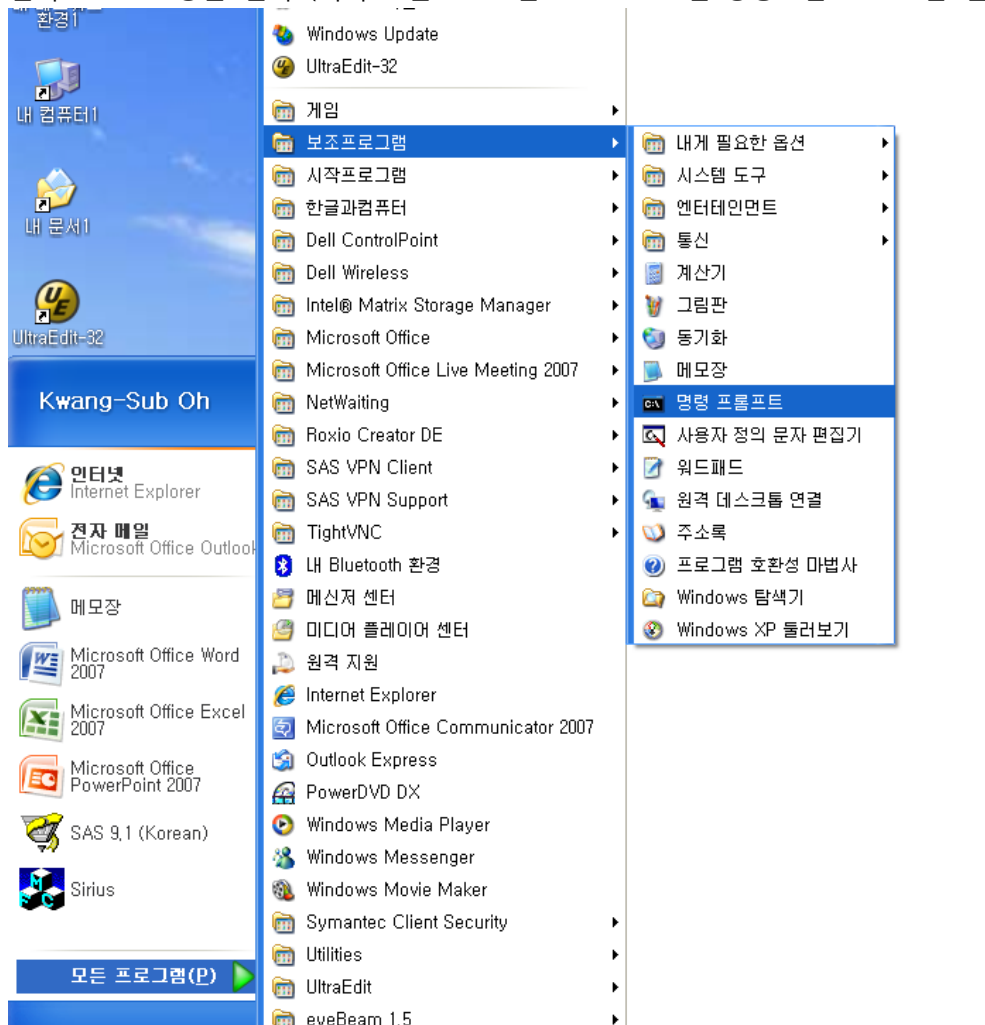 환경1
내 컴퓨터1
내 문서1
UltraEdit-32
Kwang-Sub Oh
인터넷
Internet Explorer
전자 메일
Microsoft Office Outlook
메모장
Microsoft Office Word
2007
Microsoft Office Excel
2007
Microsoft Office
PowerPoint 2007
SAS 9,1 (Korean)
Sirius
모든 프로그램(P)
Windows Update
UltraEdit-32
게임
보조프로그램
시작프로그램
한글과컴퓨터
Dell ControlPoint
Dell Wireless
Intel® Matrix Storage Manager
Microsoft Office
Microsoft Office Live Meeting 2007
NetWaiting
Roxio Creator DE
SAS VPN Client
SAS VPN Support
TightVNC
내 Bluetooth 환경
메신저 센터
미디어 플레이어 센터
원격 지원
Internet Explorer
Microsoft Office Communicator 2007
Outlook Express
PowerDVD DX
Windows Media Player
Windows Messenger
Windows Movie Maker
Symantec Client Security
Utilities
UltraEdit
eyeBeam 1,5
내게 필요한 옵션
시스템 도구
엔터테인먼트
통신
계산기
그림판
동기화
메모장
명령 프롬프트
사용자 정의 문자 편집기
워드패드
원격 데스크톱 연결
주소록
프로그램 호환성 마법사
Windows 탐색기
Windows XP 둘러보기